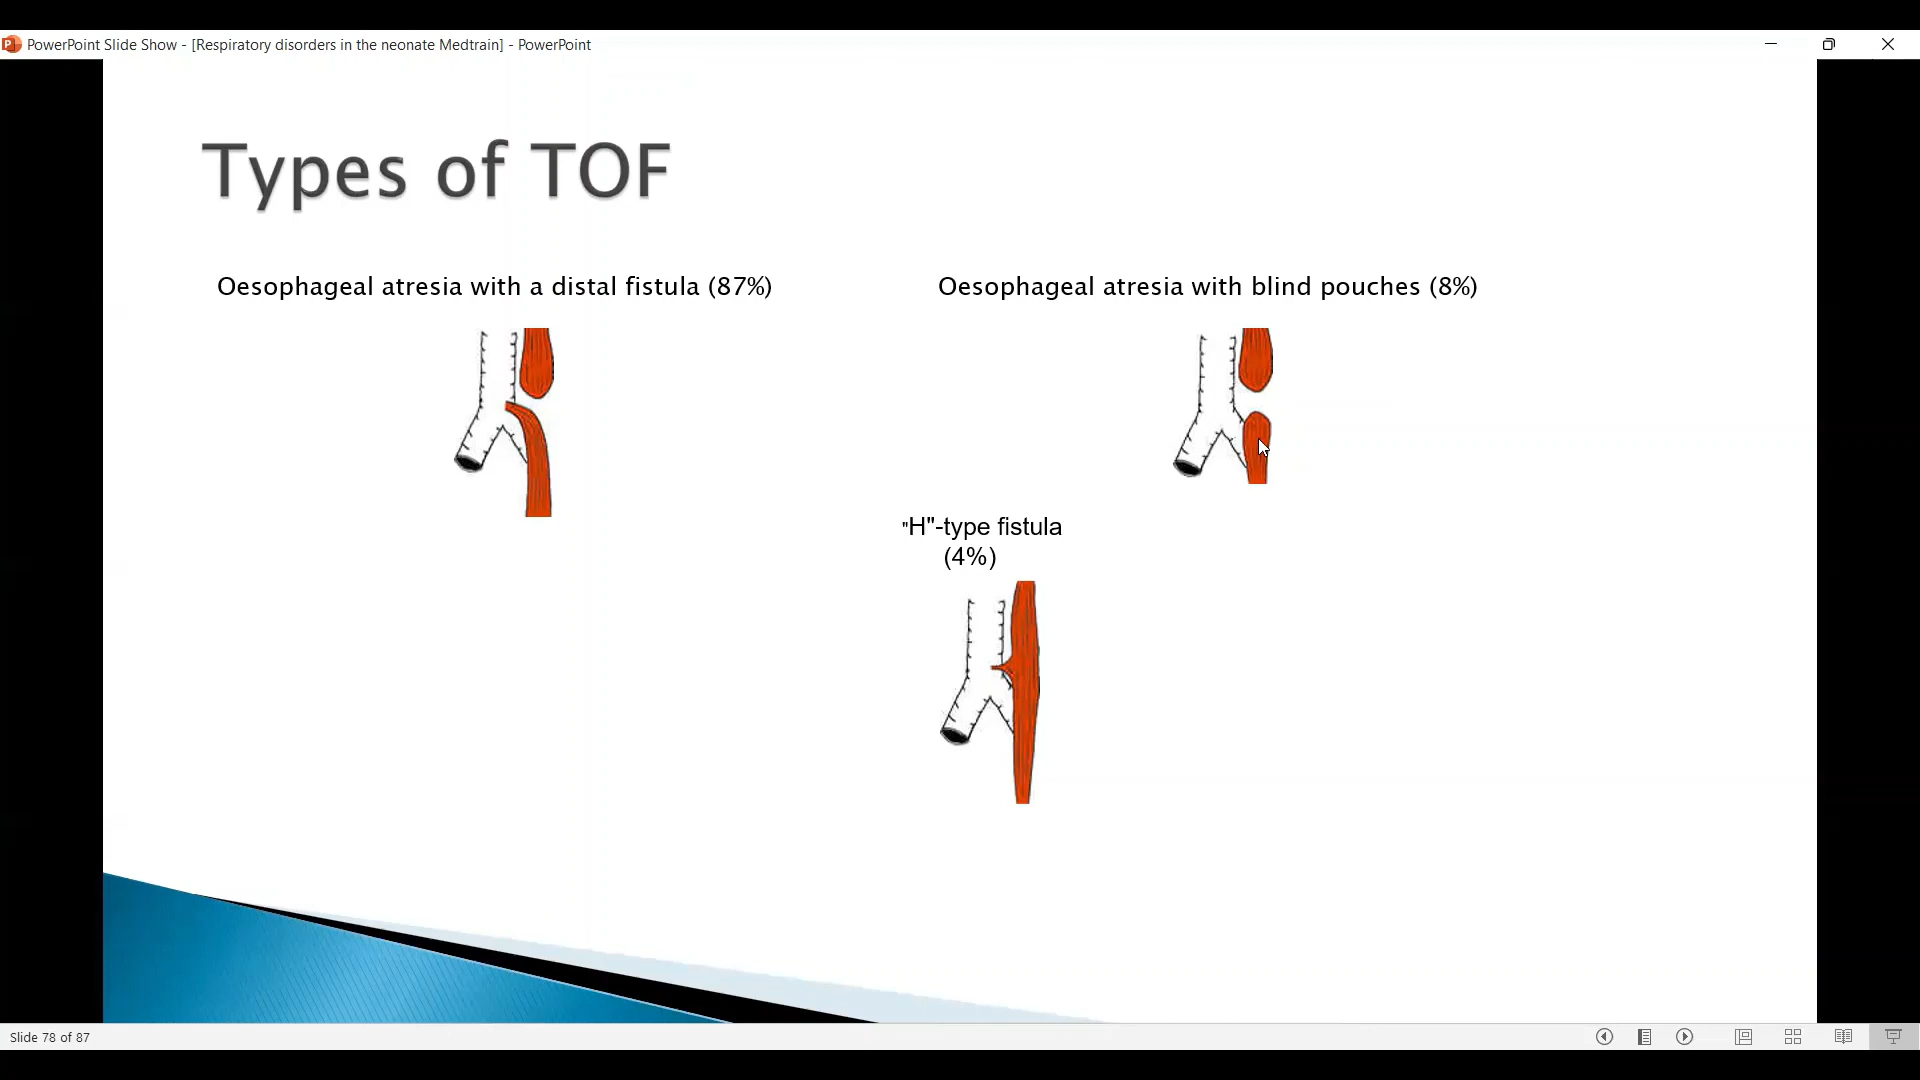 PowerPoint Slide Show - [Respiratory disorders in the neonate Medtrain] - PowerPoint
Types of TOF
Oesophageal atresia with a distal fistula (87%)
Oesophageal atresia with blind pouches (8%)
"H"-type fistula
(4%)
Slide 78 of 87